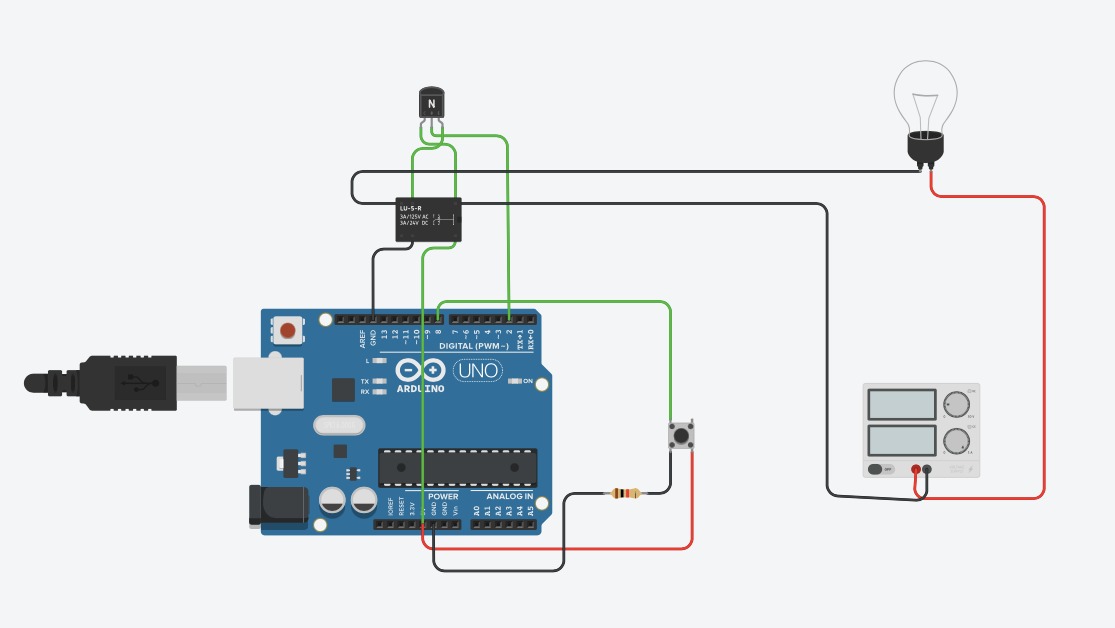 N
LU-5-R
3A/125V AC
3A/24V DC
AREF
GND
13
12
~11
~10
~9
8
7
~6
~5
4
~3
2
TX→1
RX←0
DIGITAL (PWM~)
L
TX
RX
ARDUINO
UNO
ON
POWER
ANALOG IN
IOREF
RESET
3.3V
GND
GND
Vin
A0
A1
A2
A3
A4
A5
OFF